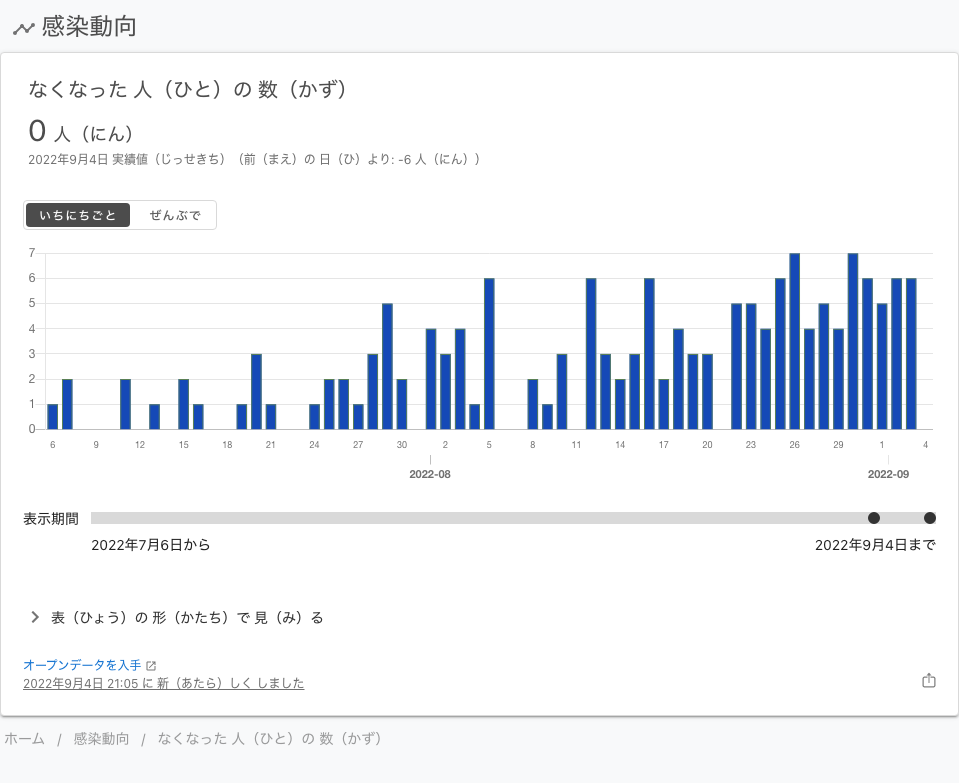 感染動向
なくなった 人（ひと）の 数（かず）
0 人（にん）
2022年9月4日 実績値（じっせきち）（前（まえ）の 日（ひ）より: -6 人（にん））
いちにちごと ぜんぶで
7
6
5
4
3
2
1
0
6 9 12 15 18 21 24 27 30 2 5 8 11 14 17 20 23 26 29 1 4
2022-08 2022-09
表示期間
2022年7月6日から 2022年9月4日まで
表（ひょう）の 形（かたち）で 見（み）る
オープンデータを入手
2022年9月4日 21:05 に 新（あたら）しく しました
ホーム / 感染動向 / なくなった 人（ひと）の 数（かず）